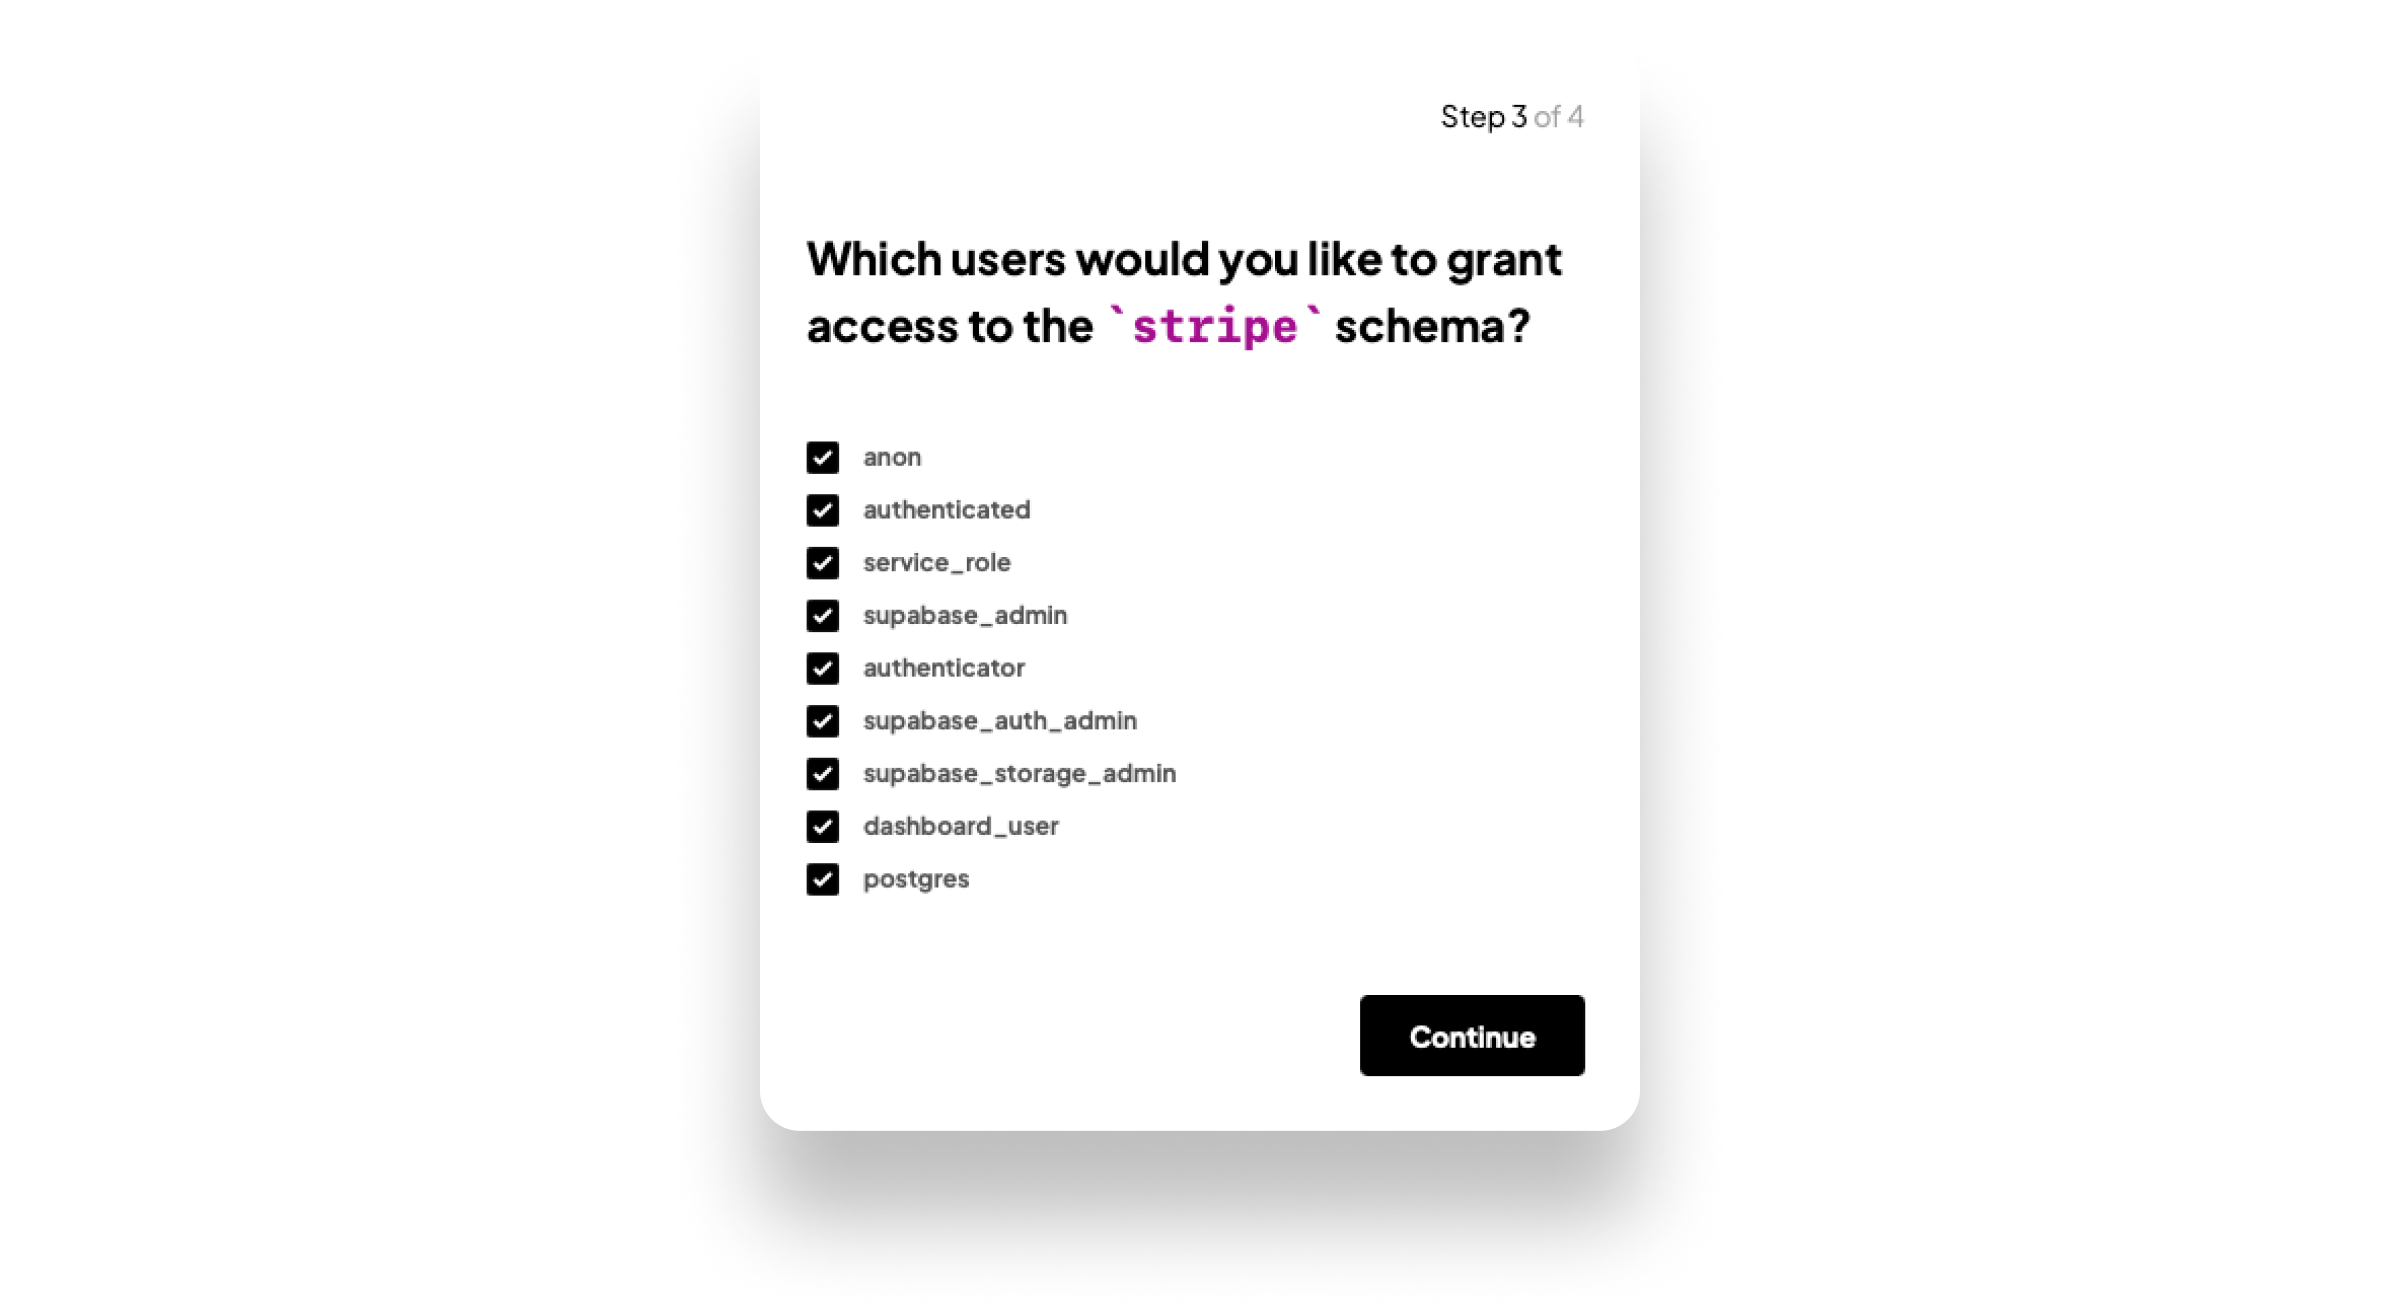 Step 3 of 4
Which users would you like to grant
access to the `stripe` schema?
anon
authenticated
service_role
supabase_admin
authenticator
supabase_auth_admin
supabase_storage_admin
dashboard_user
postgres
Continue